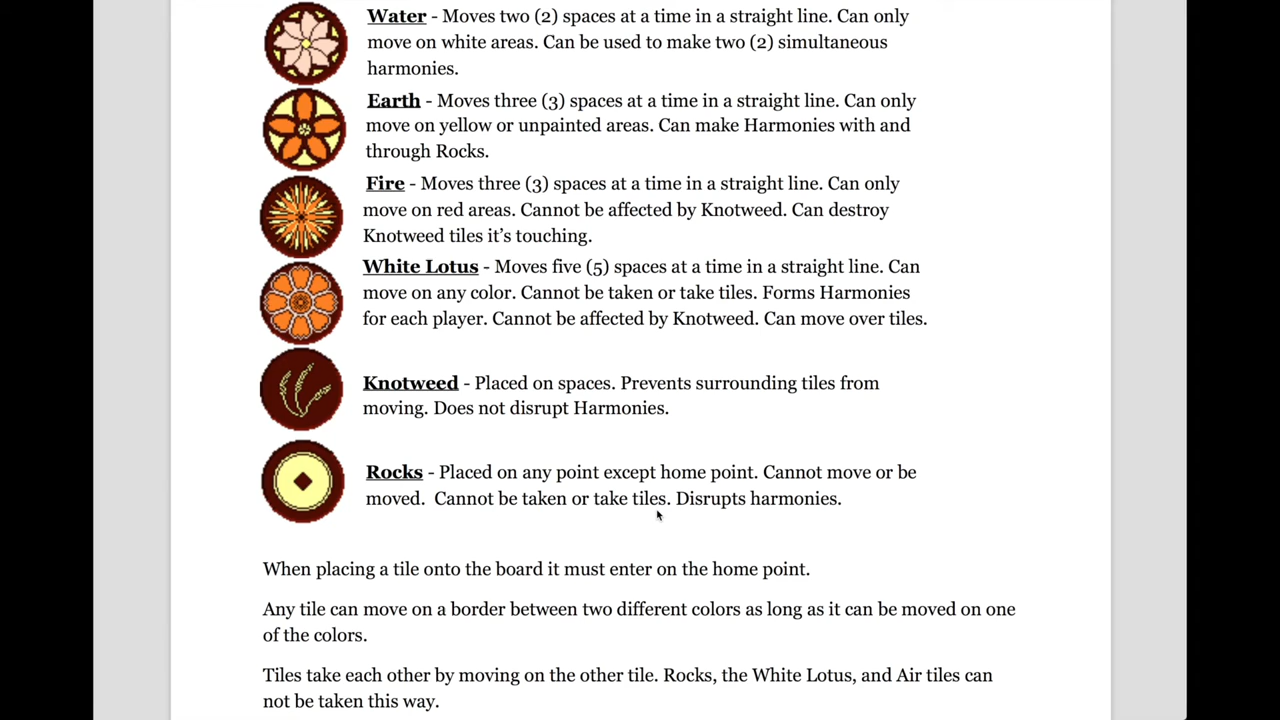 Water - Moves two (2) spaces at a time in a straight line. Can only
move on white areas. Can be used to make two (2) simultaneous
harmonies.
Earth - Moves three (3) spaces at a time in a straight line. Can only
move on yellow or unpainted areas. Can make Harmonies with and
through Rocks.
Fire - Moves three (3) spaces at a time in a straight line. Can only
move on red areas. Cannot be affected by Knotweed. Can destroy
Knotweed tiles it’s touching.
White Lotus - Moves five (5) spaces at a time in a straight line. Can
move on any color. Cannot be taken or take tiles. Forms Harmonies
for each player. Cannot be affected by Knotweed. Can move over tiles.
Knotweed - Placed on spaces. Prevents surrounding tiles from
moving. Does not disrupt Harmonies.
Rocks - Placed on any point except home point. Cannot move or be
moved.  Cannot be taken or take tiles. Disrupts harmonies.
When placing a tile onto the board it must enter on the home point.
Any tile can move on a border between two different colors as long as it can be moved on one
of the colors.
Tiles take each other by moving on the other tile. Rocks, the White Lotus, and Air tiles can
not be taken this way.